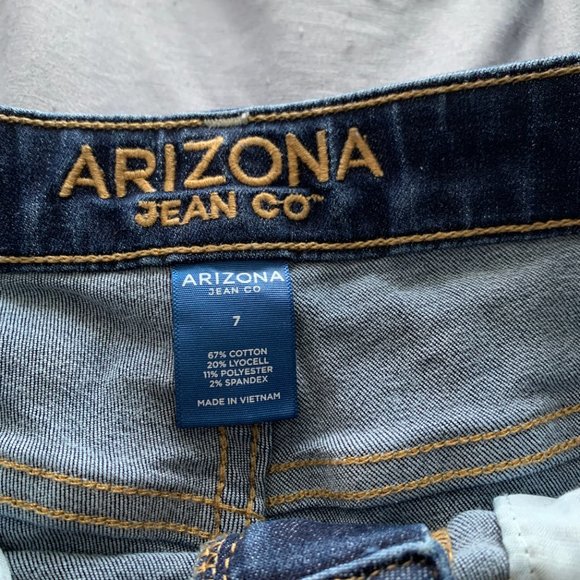 ARIZONA
JEAN CO™
ARIZONA
JEAN CO
7
67% COTTON
20% LYOCELL
11% POLYESTER
2% SPANDEX
MADE IN VIETNAM